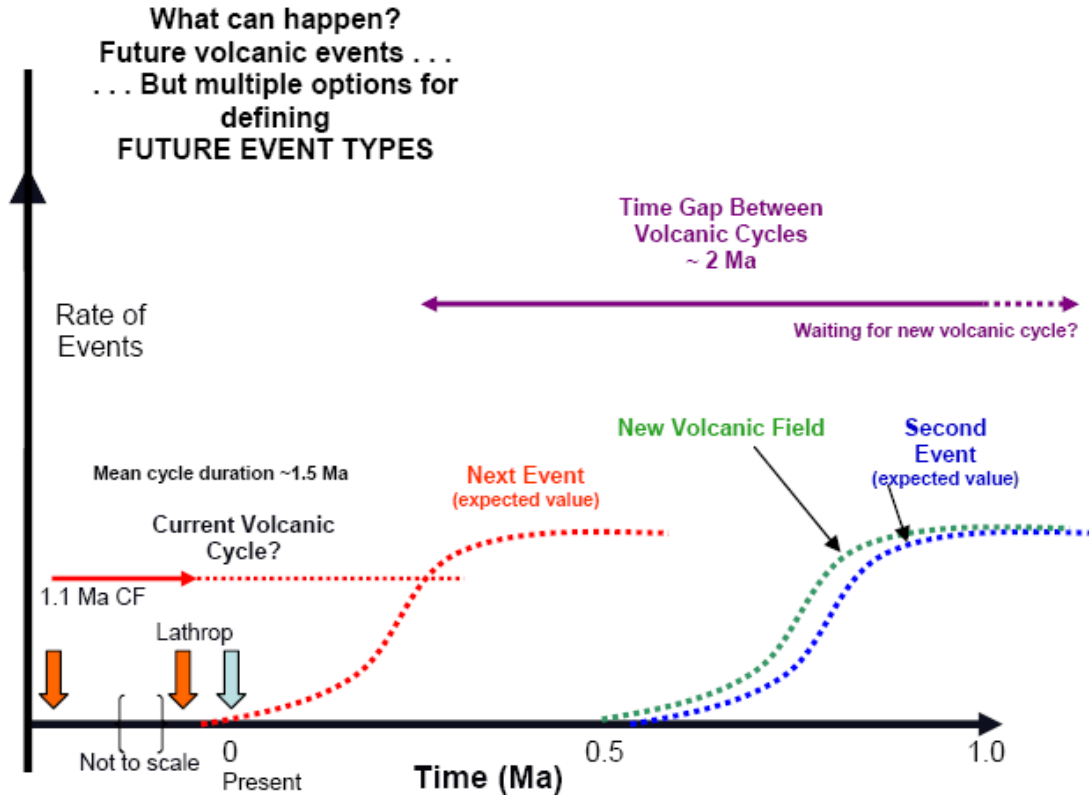 What can happen?
Future volcanic events . . .
. . . But multiple options for
defining
FUTURE EVENT TYPES
Time Gap Between
Volcanic Cycles
~ 2 Ma
Rate of
Events
Waiting for new volcanic cycle?
New Volcanic Field
Second
Event
(expected value)
Mean cycle duration ~1.5 Ma
Next Event
(expected value)
Current Volcanic
Cycle?
1.1 Ma CF
Lathrop
Not to scale
0
Present
Time (Ma)
0.5
1.0